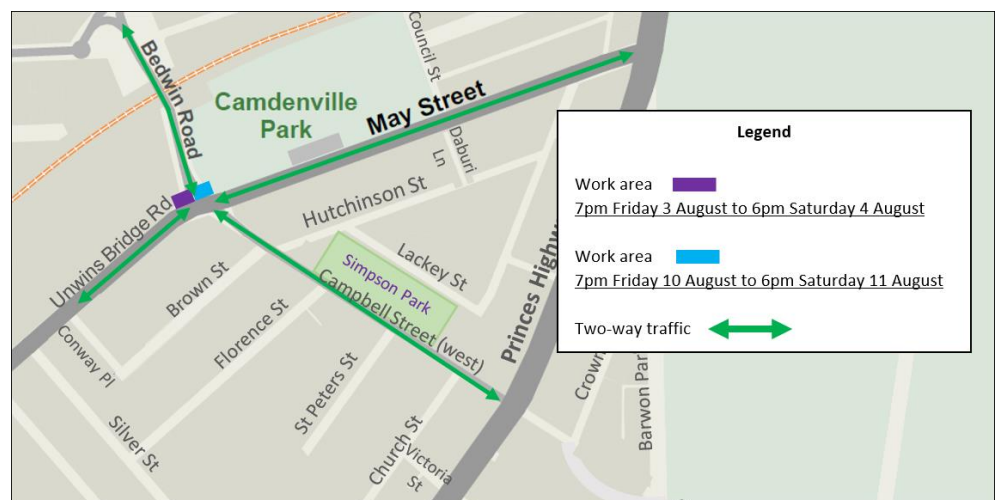 Council St
Bedwin Road
Camdenville
Park
May Street
Daburi
Ln
Hutchinson St
Unwins Bridge Rd
Brown St
Lackey St
Simpson Park
Campbell Street (west)
Florence St
Conway Pl
St Peters St
Silver St
Church St
Victoria
St
Princes Highw
Crown
Barwon Par
Legend
Work area
7pm Friday 3 August to 6pm Saturday 4 August
Work area
7pm Friday 10 August to 6pm Saturday 11 August
Two-way traffic